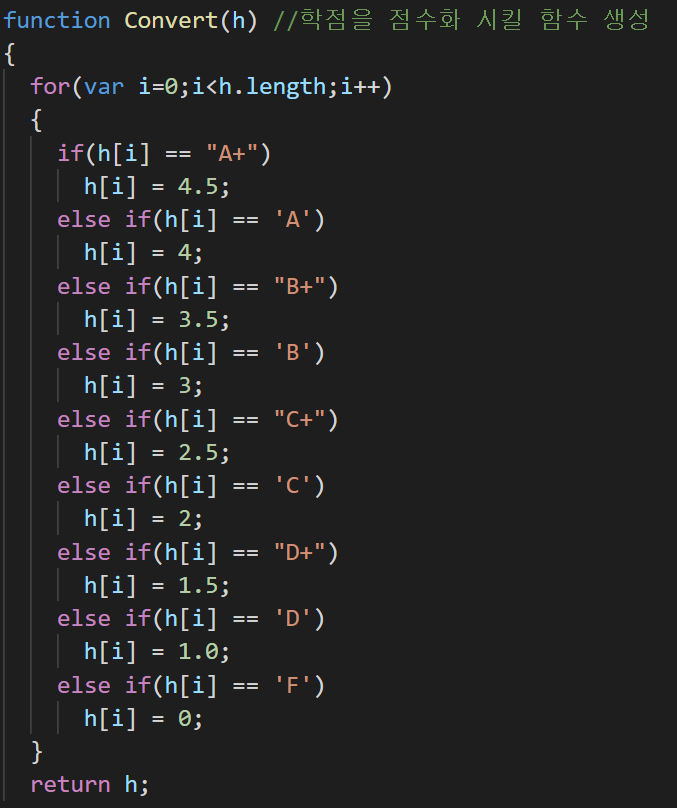 function Convert(h) //학점을 점수화 시킬 함수 생성
{
for(var i=0;i<h.length;i++)
{
if(h[i] == "A+")
h[i] = 4.5;
else if(h[i] == 'A')
h[i] = 4;
else if(h[i] == "B+")
h[i] = 3.5;
else if(h[i] == 'B')
h[i] = 3;
else if(h[i] == "C+")
h[i] = 2.5;
else if(h[i] == 'C')
h[i] = 2;
else if(h[i] == "D+")
h[i] = 1.5;
else if(h[i] == 'D')
h[i] = 1.0;
else if(h[i] == 'F')
h[i] = 0;
}
return h;